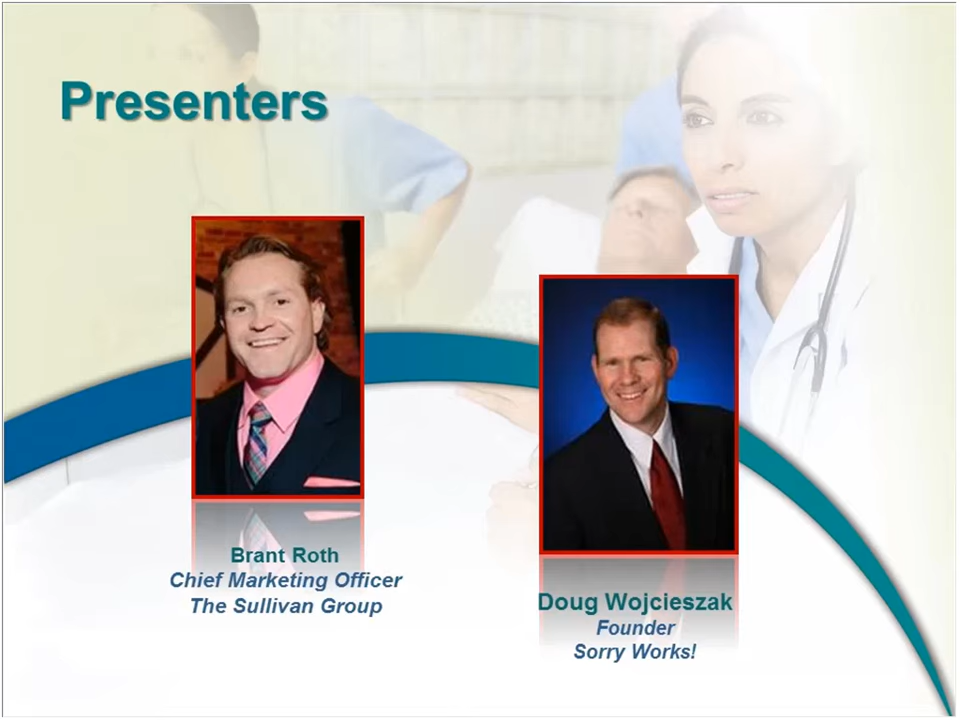 Presenters
Brant Roth
Chief Marketing Officer
The Sullivan Group
Doug Wojcieszak
Founder
Sorry Works!